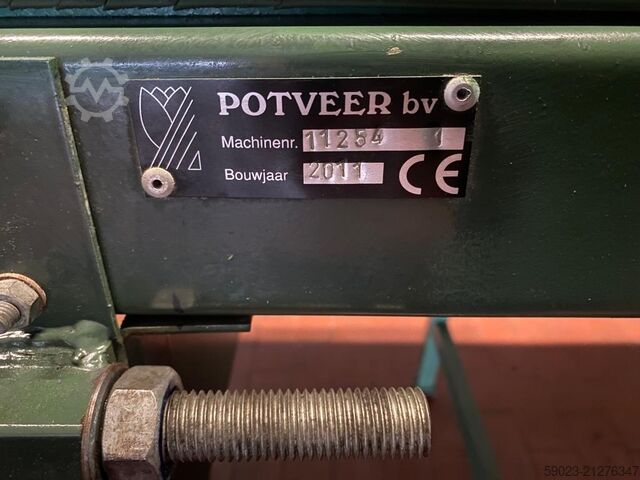 POTVEER bv
Machinenr. 11254 1
Bouwjaar 2011 CE
59023-21276347